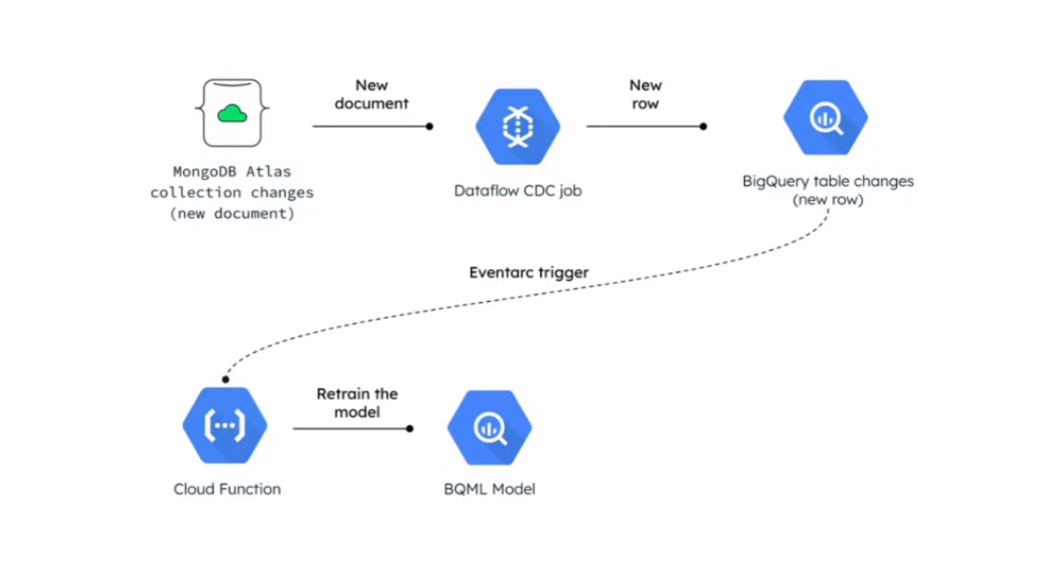 New
document
New
row
MongoDB Atlas
collection changes
(new document)
Dataflow CDC job
BigQuery table changes
(new row)
Eventarc trigger
Retrain the
model
Cloud Function
BQML Model